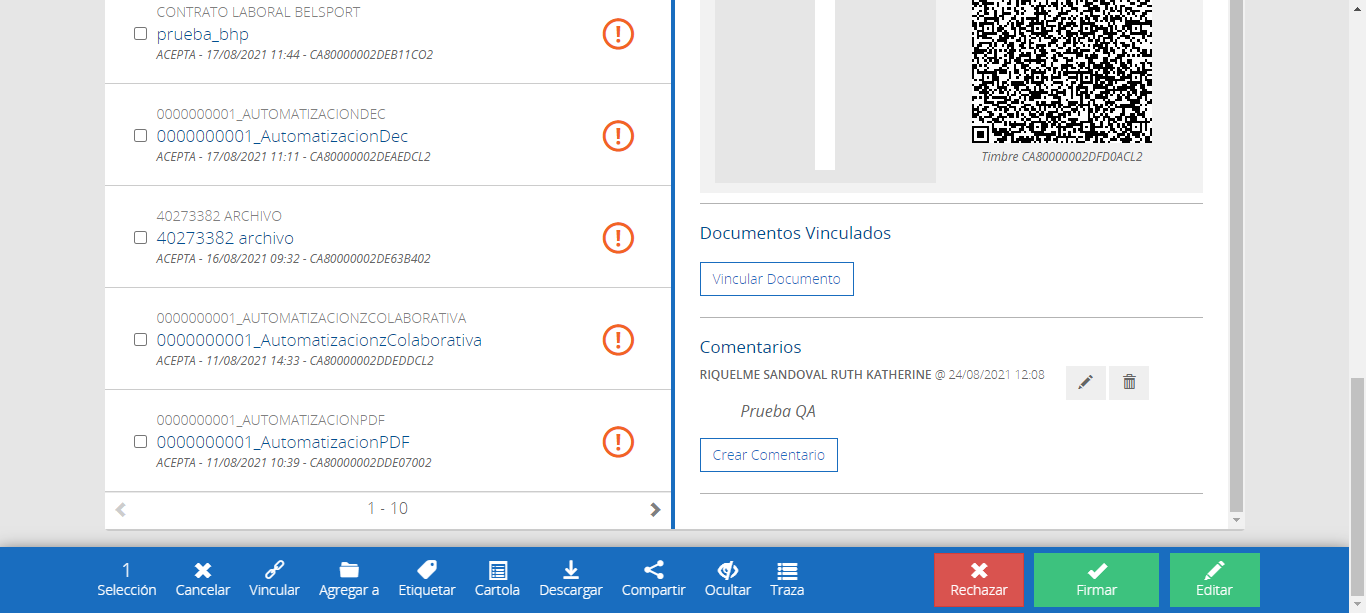 CONTRATO LABORAL BELSPORT
prueba_bhp
ACEPTA - 17/08/2021 11:44 - CA80000002DEB11CO2
0000000001_AUTOMATIZACIONDEC
0000000001_AutomatizacionDec
ACEPTA - 17/08/2021 11:11 - CA80000002DEAEDCL2
40273382 ARCHIVO
40273382 archivo
ACEPTA - 16/08/2021 09:32 - CA80000002DE63B402
0000000001_AUTOMATIZACIONZCOLABORATIVA
0000000001_AutomatizacionzColaborativa
ACEPTA - 11/08/2021 14:33 - CA80000002DDEDDCL2
0000000001_AUTOMATIZACIONPDF
0000000001_AutomatizacionPDF
ACEPTA - 11/08/2021 10:39 - CA80000002DDE07002
1 - 10
Timbre CA80000002DFD0ACL2
Documentos Vinculados
Vincular Documento
Comentarios
RIQUELME SANDOVAL RUTH KATHERINE @ 24/08/2021 12:08
Prueba QA
Crear Comentario
1
Selección
Cancelar
Vincular
Agregar a
Etiquetar
Cartola
Descargar
Compartir
Ocultar
Traza
Rechazar
Firmar
Editar